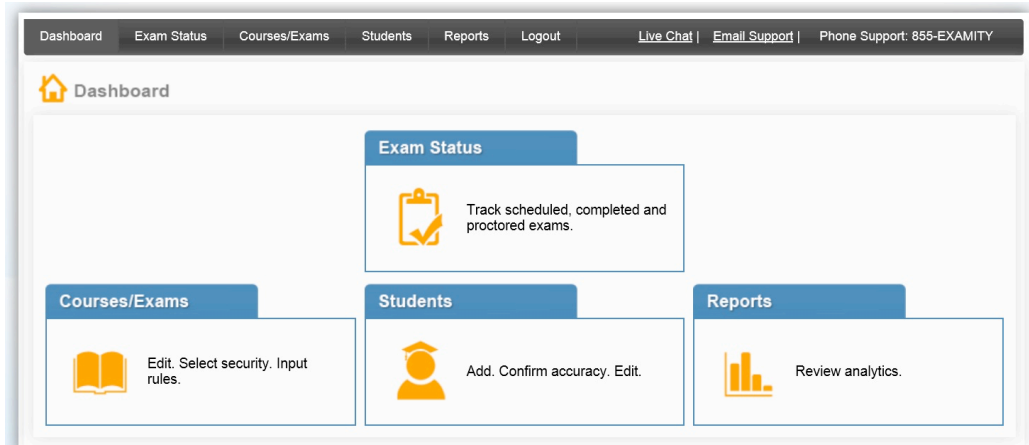 Dashboard Exam Status Courses/Exams Students Reports Logout Live Chat | Email Support | Phone Support: 855-EXAMITY
Dashboard
Exam Status
Track scheduled, completed and
proctored exams.
Courses/Exams
Edit. Select security. Input
rules.
Students
Add. Confirm accuracy. Edit.
Reports
Review analytics.